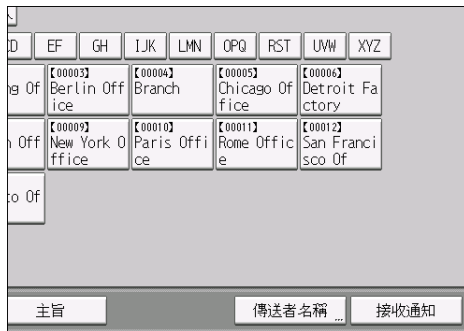 CD EF GH IJK LMN OPQ RST UVW XYZ
【00003】 【00004】 【00005】 【00006】
ng Of Berlin Off Branch Chicago Of Detroit Fa
ice fice ctory
【00009】 【00010】 【00011】 【00012】
n Off New York O Paris Offi Rome Offic San Franci
ffice ce e sco Of
to Of
主旨 傳送者名稱 ... 接收通知